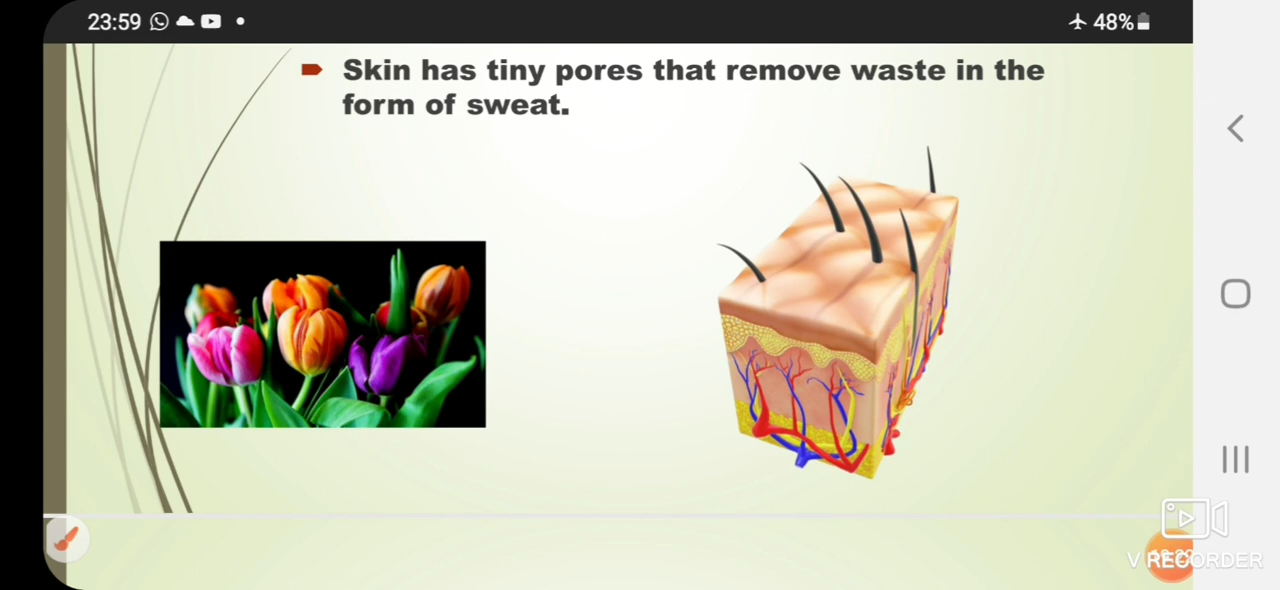 23:59
48%
Skin has tiny pores that remove waste in the
form of sweat.
V RECORDER